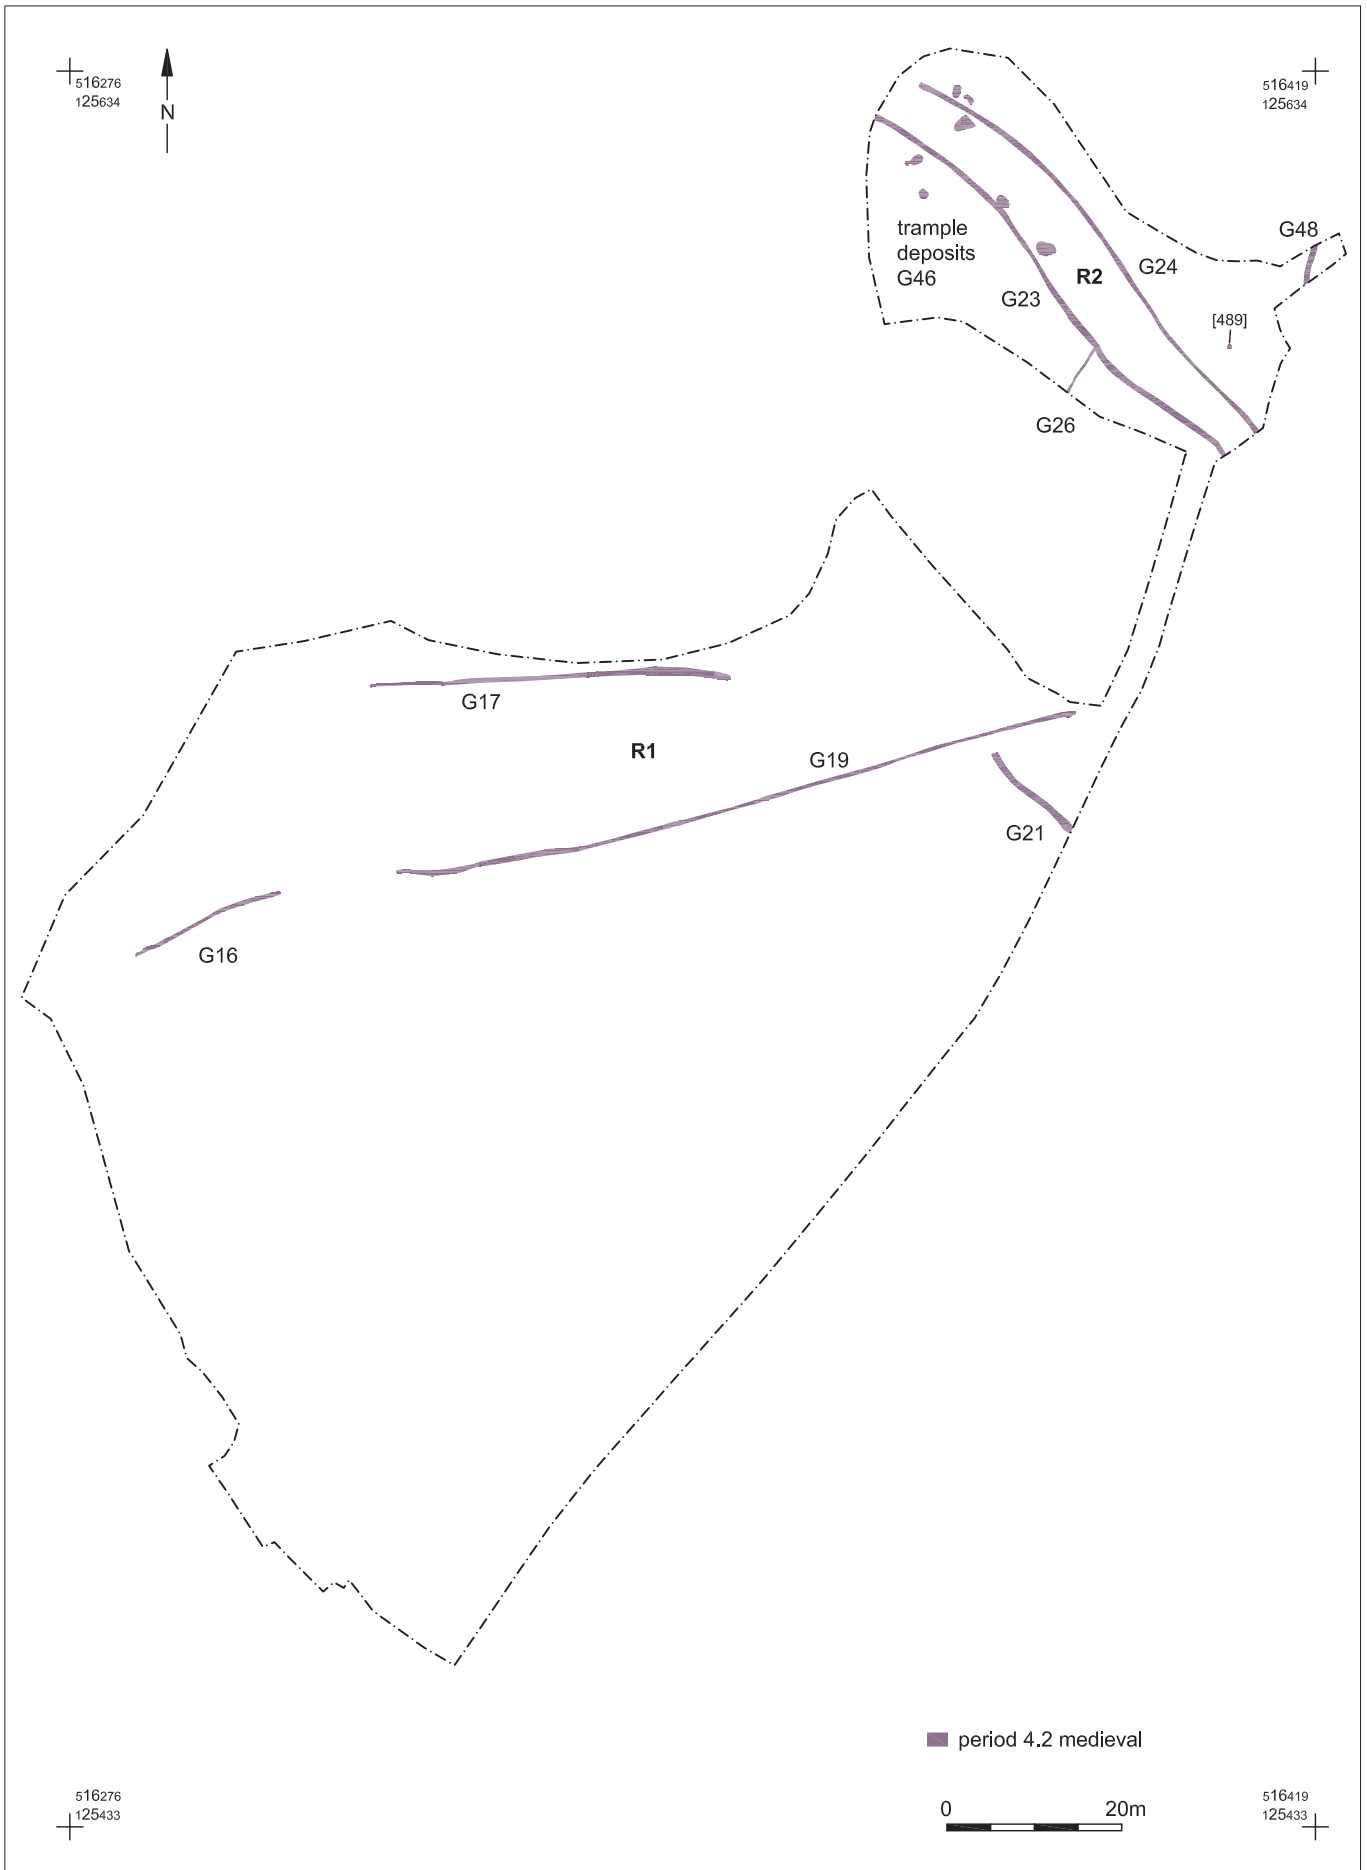 516276
125634
N
516419
125634
G48
trample
deposits
G46
G24
R2
G23
[489]
G26
G17
R1
G19
G21
G16
period 4.2 medieval
0 20m
516276
125433
516419
125433